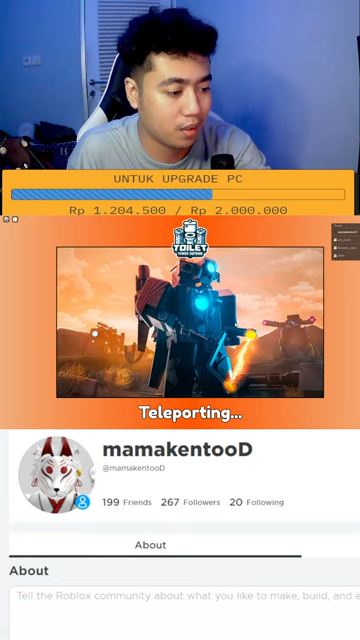 UNTUK UPGRADE PC
Rp 1.204.500 / Rp 2.000.000
TOILET
TOWER DEFENSE
mamakentooD
Teleporting...
mamakentooD
@mamakentooD
199 Friends 267 Followers 20 Following
About
About
Tell the Roblox community about what you like to make, build, and e